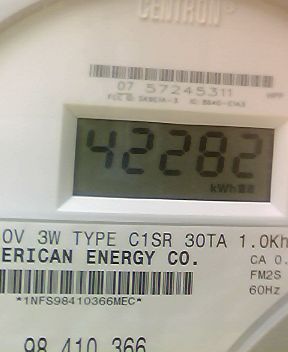 CENTRON®
07 57245311
42282
kWh
0V 3W TYPE C1SR 30TA 1.0Kh
ERICAN ENERGY CO.
CA 0.
FM2S
60Hz
*1NFS98410366MEC*
98 410 366